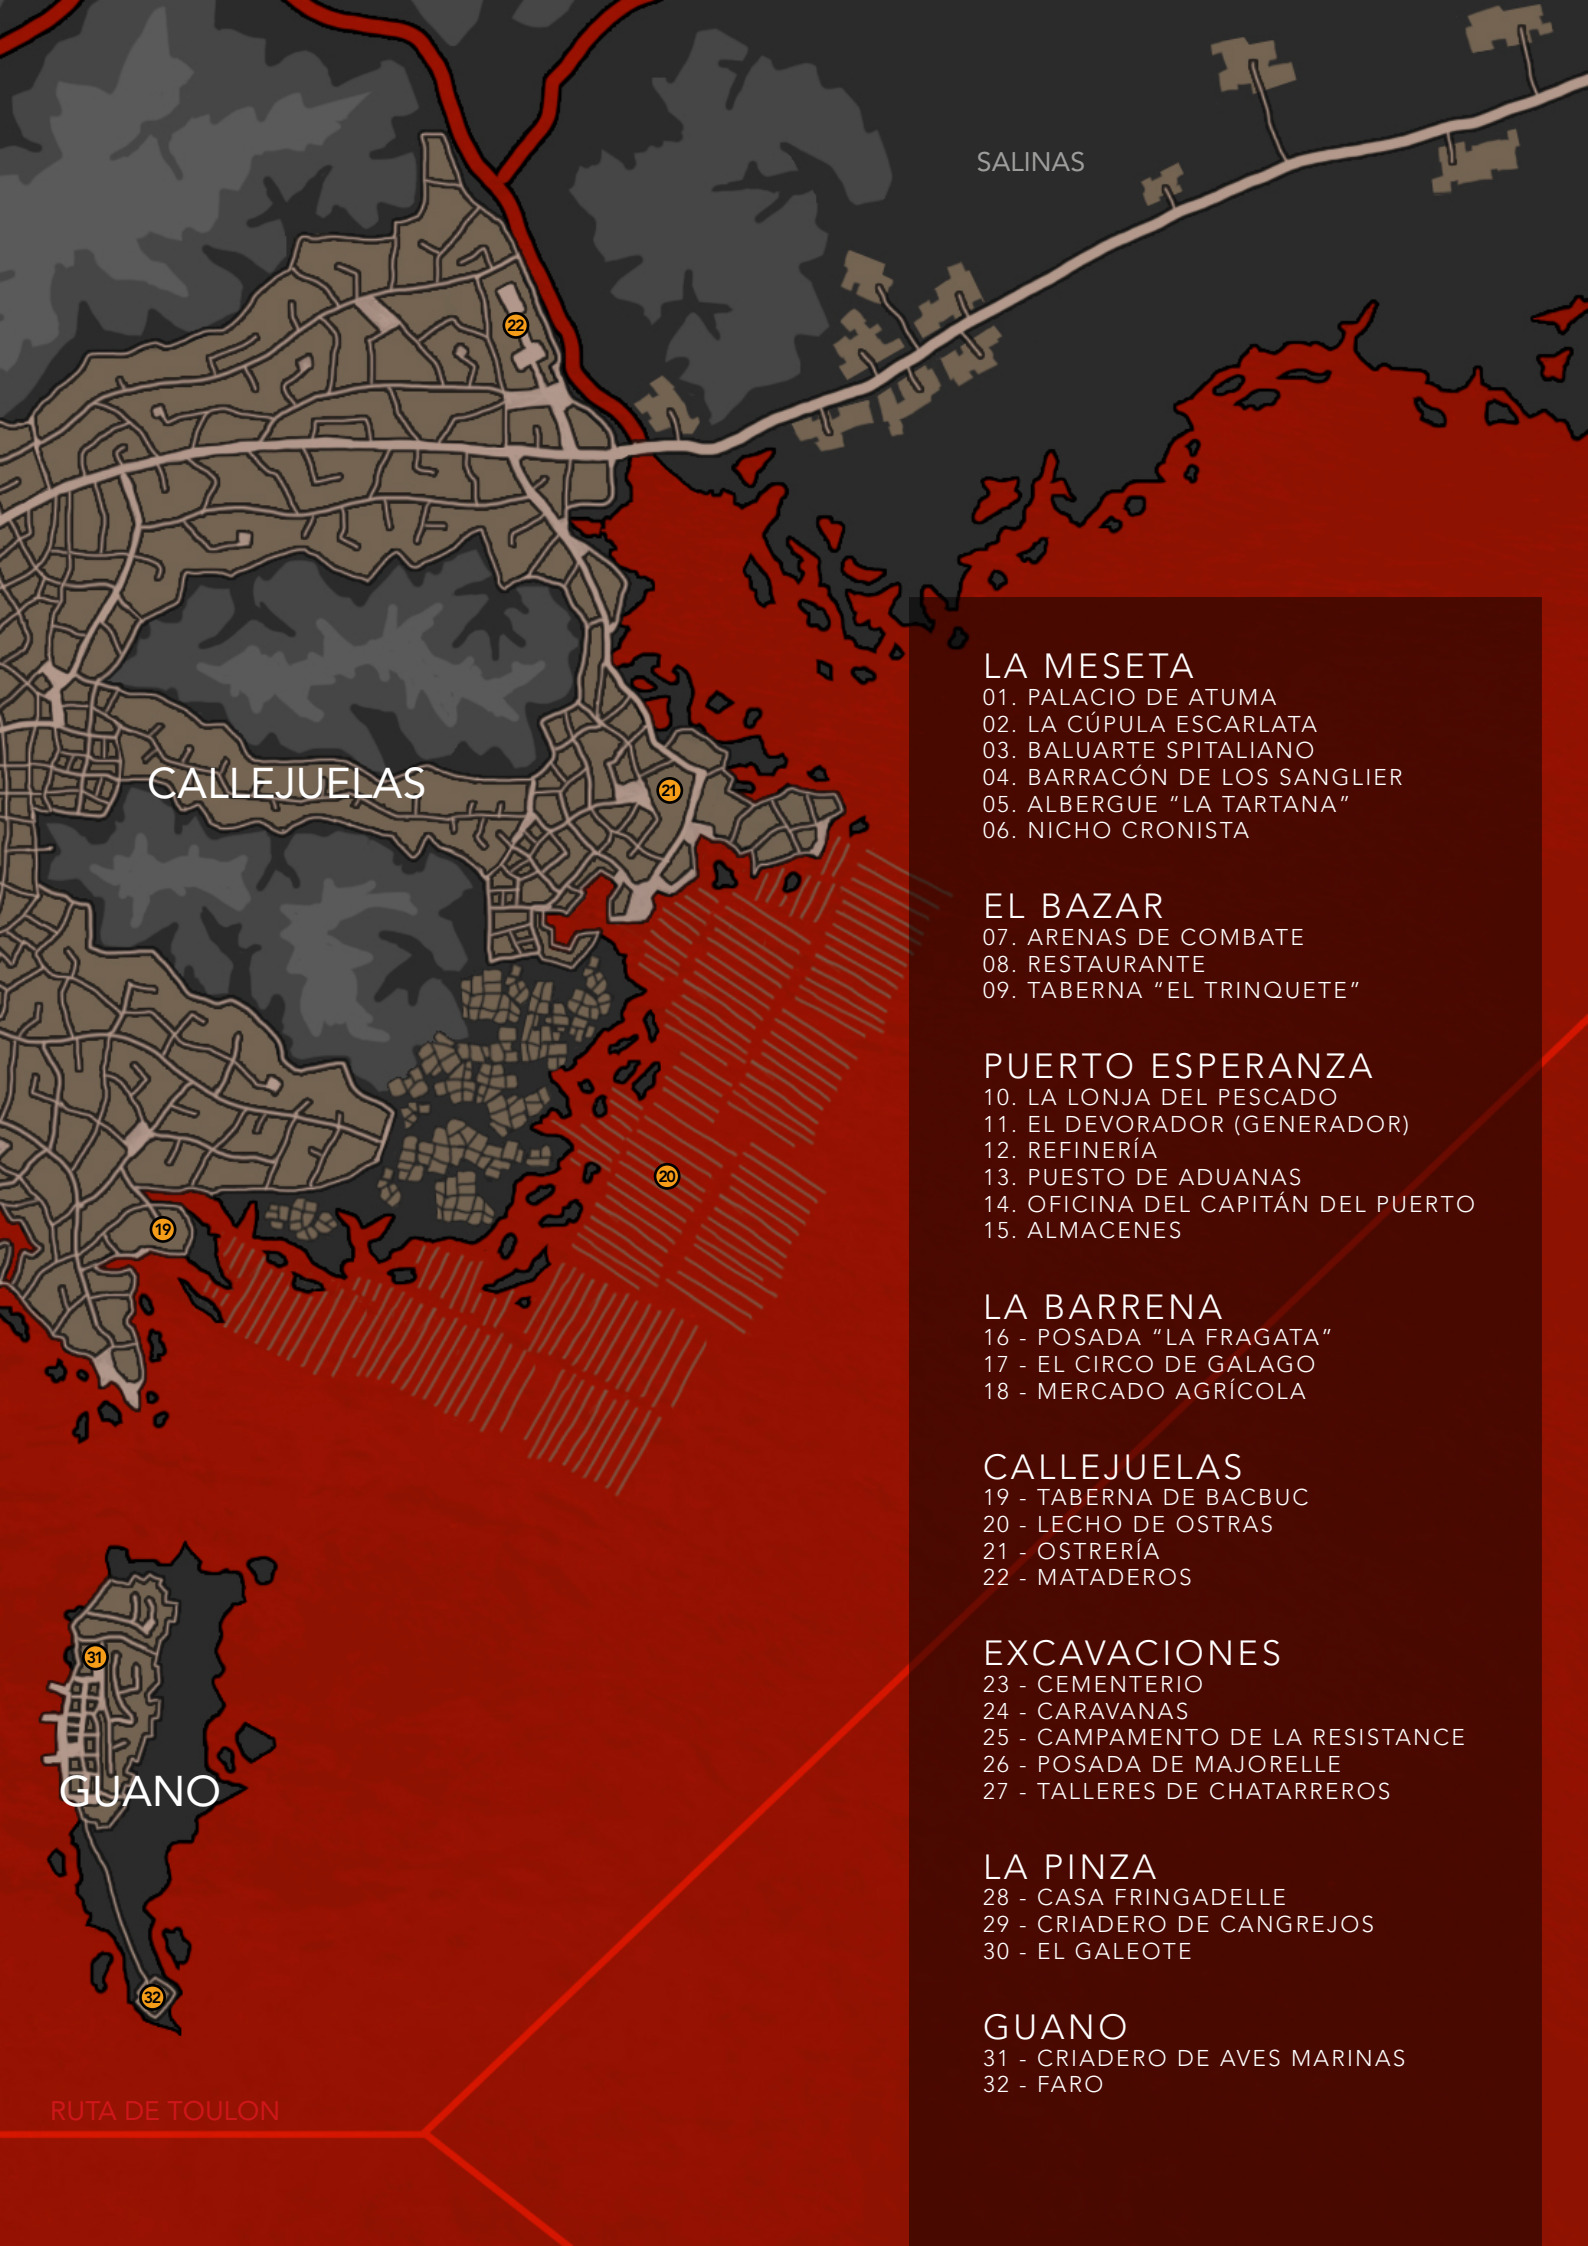 SALINAS
22
CALLEJUELAS
21
20
19
31
GUANO
32
RUTA DE TOULON
LA MESETA
01. PALACIO DE ATUMA
02. LA CÚPULA ESCARLATA
03. BALUARTE SPITALIANO
04. BARRACÓN DE LOS SANGLIER
05. ALBERGUE “LA TARTANA”
06. NICHO CRONISTA
EL BAZAR
07. ARENAS DE COMBATE
08. RESTAURANTE
09. TABERNA “EL TRINQUETE”
PUERTO ESPERANZA
10. LA LONJA DEL PESCADO
11. EL DEVORADOR (GENERADOR)
12. REFINERÍA
13. PUESTO DE ADUANAS
14. OFICINA DEL CAPITÁN DEL PUERTO
15. ALMACENES
LA BARRENA
16 - POSADA “LA FRAGATA”
17 - EL CIRCO DE GALAGO
18 - MERCADO AGRÍCOLA
CALLEJUELAS
19 - TABERNA DE BACBUC
20 - LECHO DE OSTRAS
21 - OSTRERÍA
22 - MATADEROS
EXCAVACIONES
23 - CEMENTERIO
24 - CARAVANAS
25 - CAMPAMENTO DE LA RESISTANCE
26 - POSADA DE MAJORELLE
27 - TALLERES DE CHATARREROS
LA PINZA
28 - CASA FRINGADELLE
29 - CRIADERO DE CANGREJOS
30 - EL GALEOTE
GUANO
31 - CRIADERO DE AVES MARINAS
32 - FARO